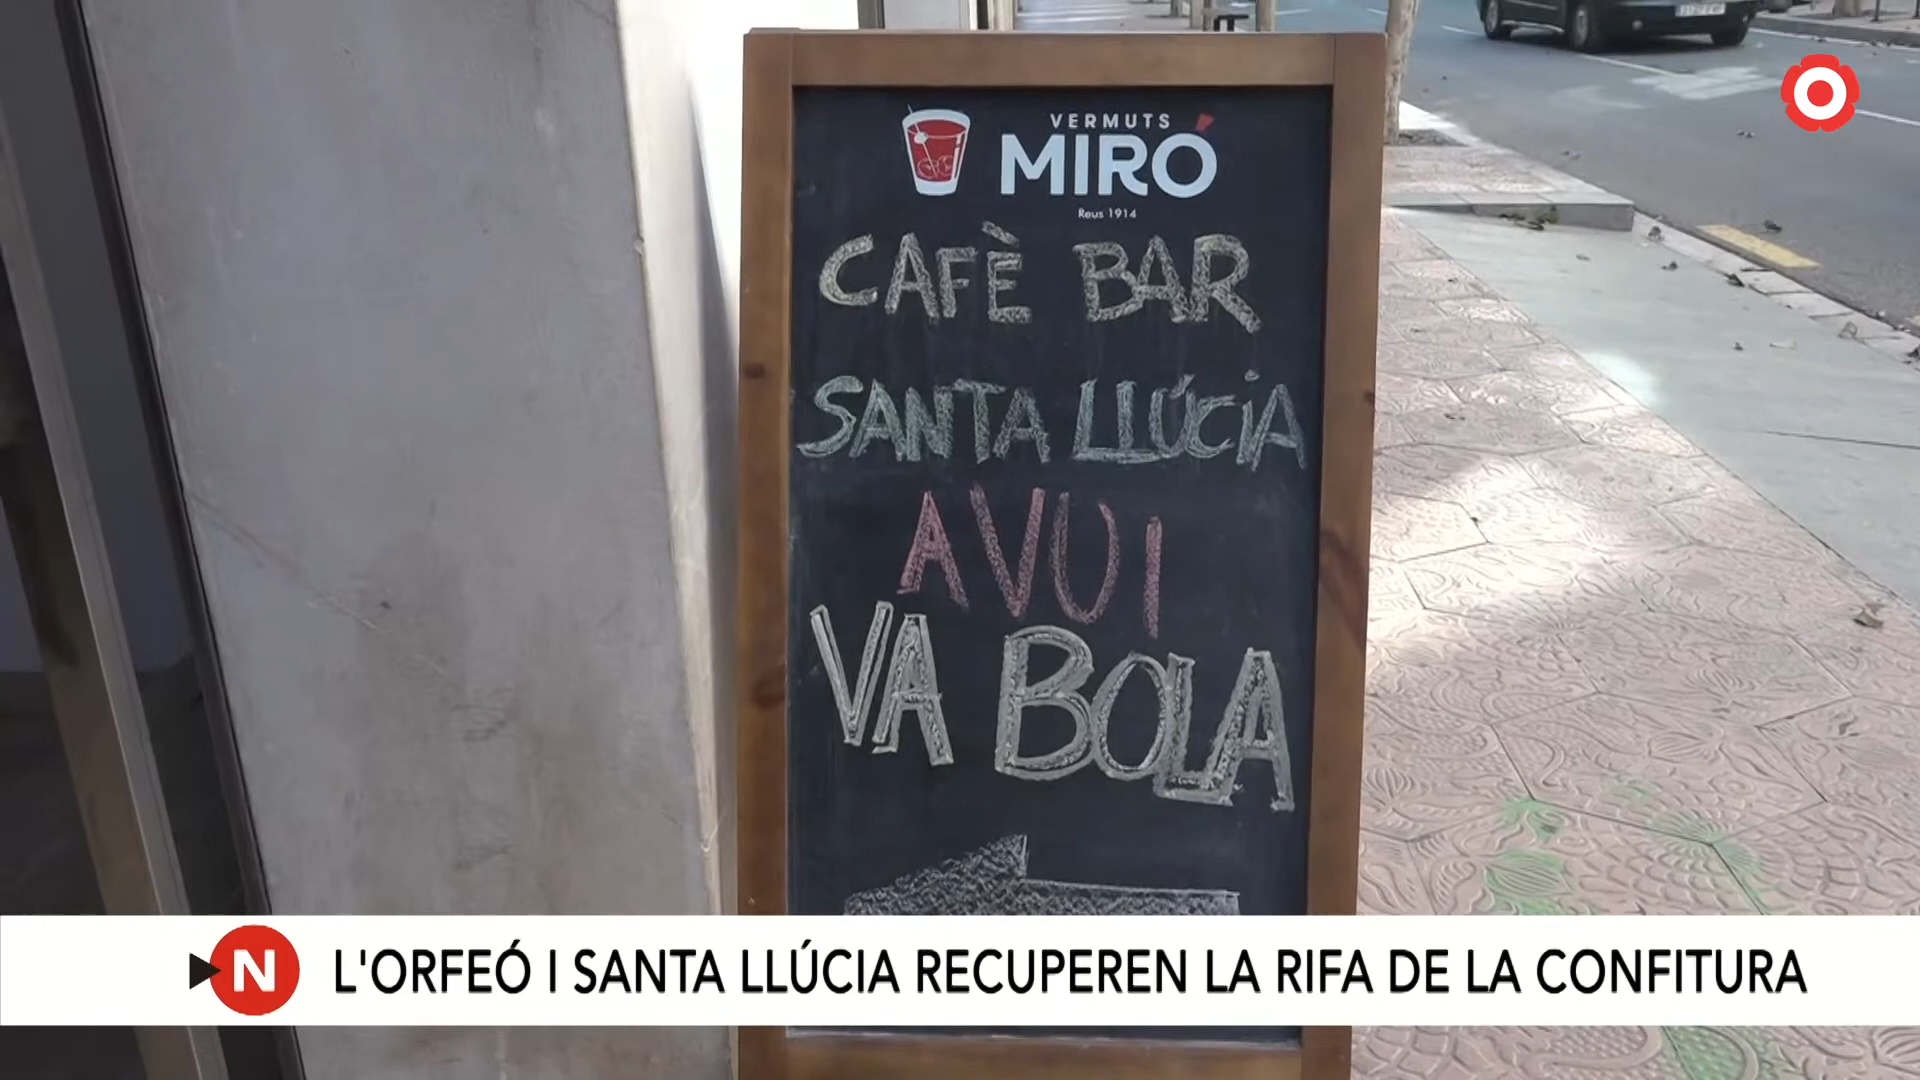 VERMUTS
MIRÓ
Reus 1914
CAFÈ BAR
SANTA LLÚCIA
AVUI
VA BOLA
N L'ORFEÓ I SANTA LLÚCIA RECUPEREN LA RIFA DE LA CONFITURA